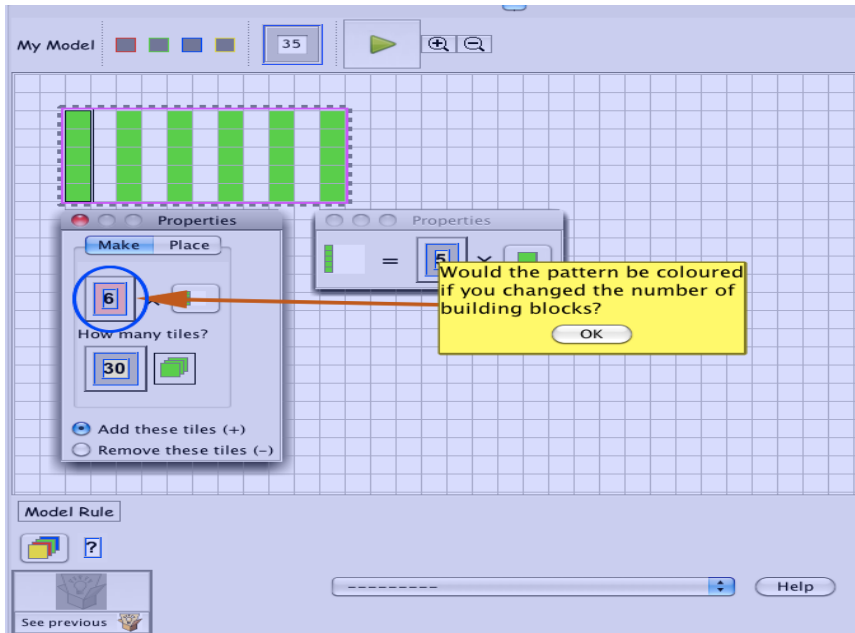 My Model
35
Properties
Properties
Make
Place
=
5
×
Would the pattern be coloured
if you changed the number of
building blocks?
OK
6
×
How many tiles?
30
Add these tiles (+)
Remove these tiles (–)
Model Rule
?
---------
Help
See previous